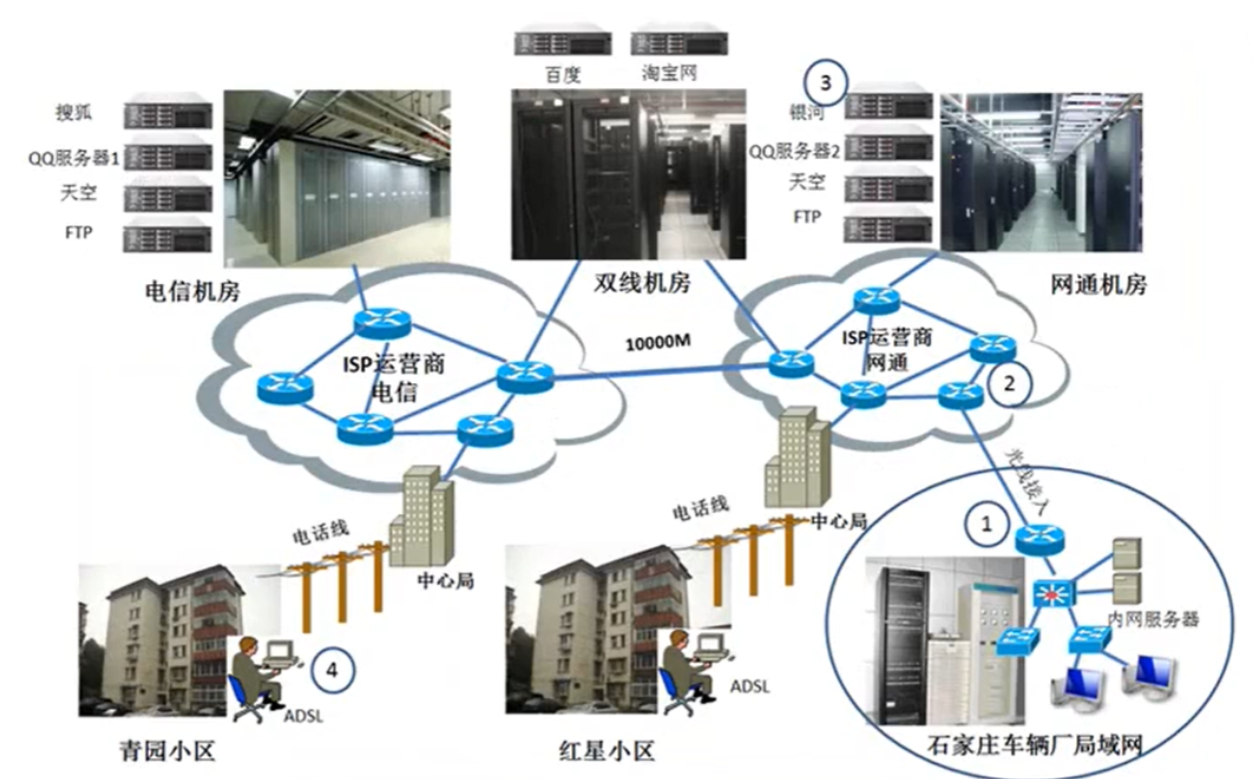 百度
淘宝网
3
搜狐
银河
QQ服务器1
QQ服务器2
天空
天空
FTP
FTP
电信机房
双线机房
网通机房
10000M
ISP运营商
电信
ISP运营商
网通
2
光线接入
电话线
电话线
中心局
中心局
1
内网服务器
4
ADSL
ADSL
青园小区
红星小区
石家庄车辆厂局域网